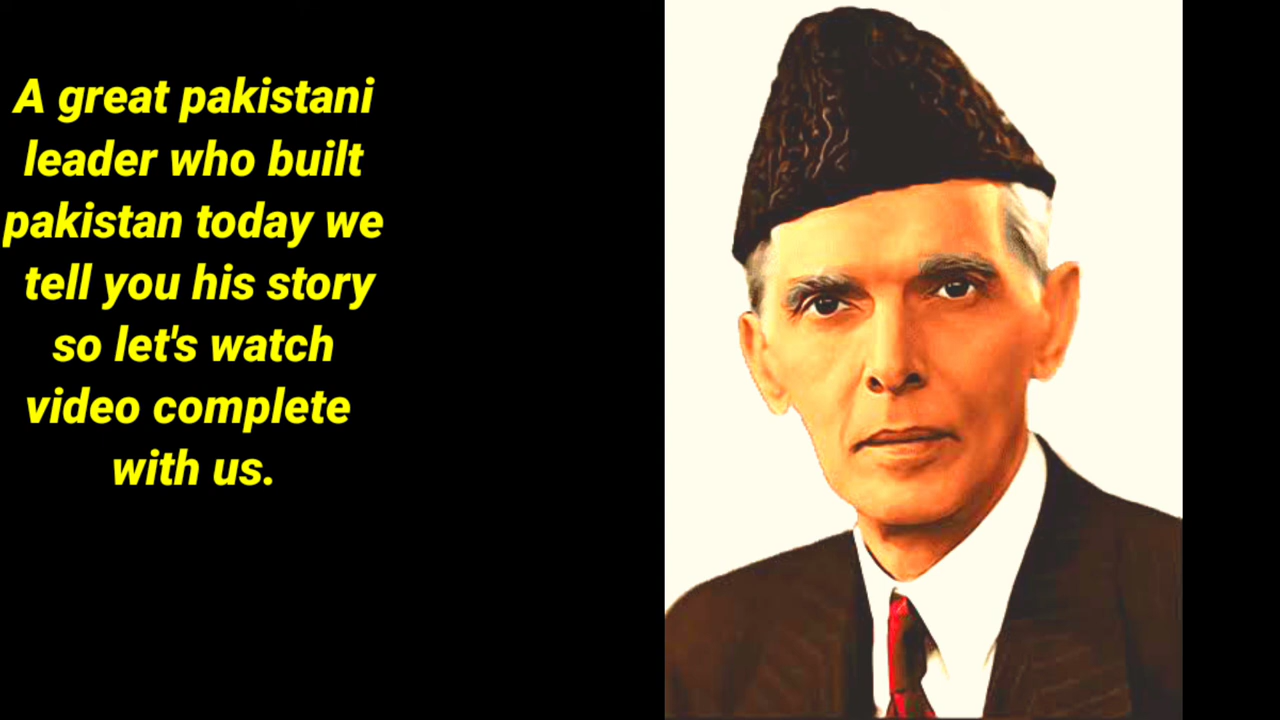 A great pakistani
leader who built
pakistan today we
tell you his story
so let's watch
video complete
with us.